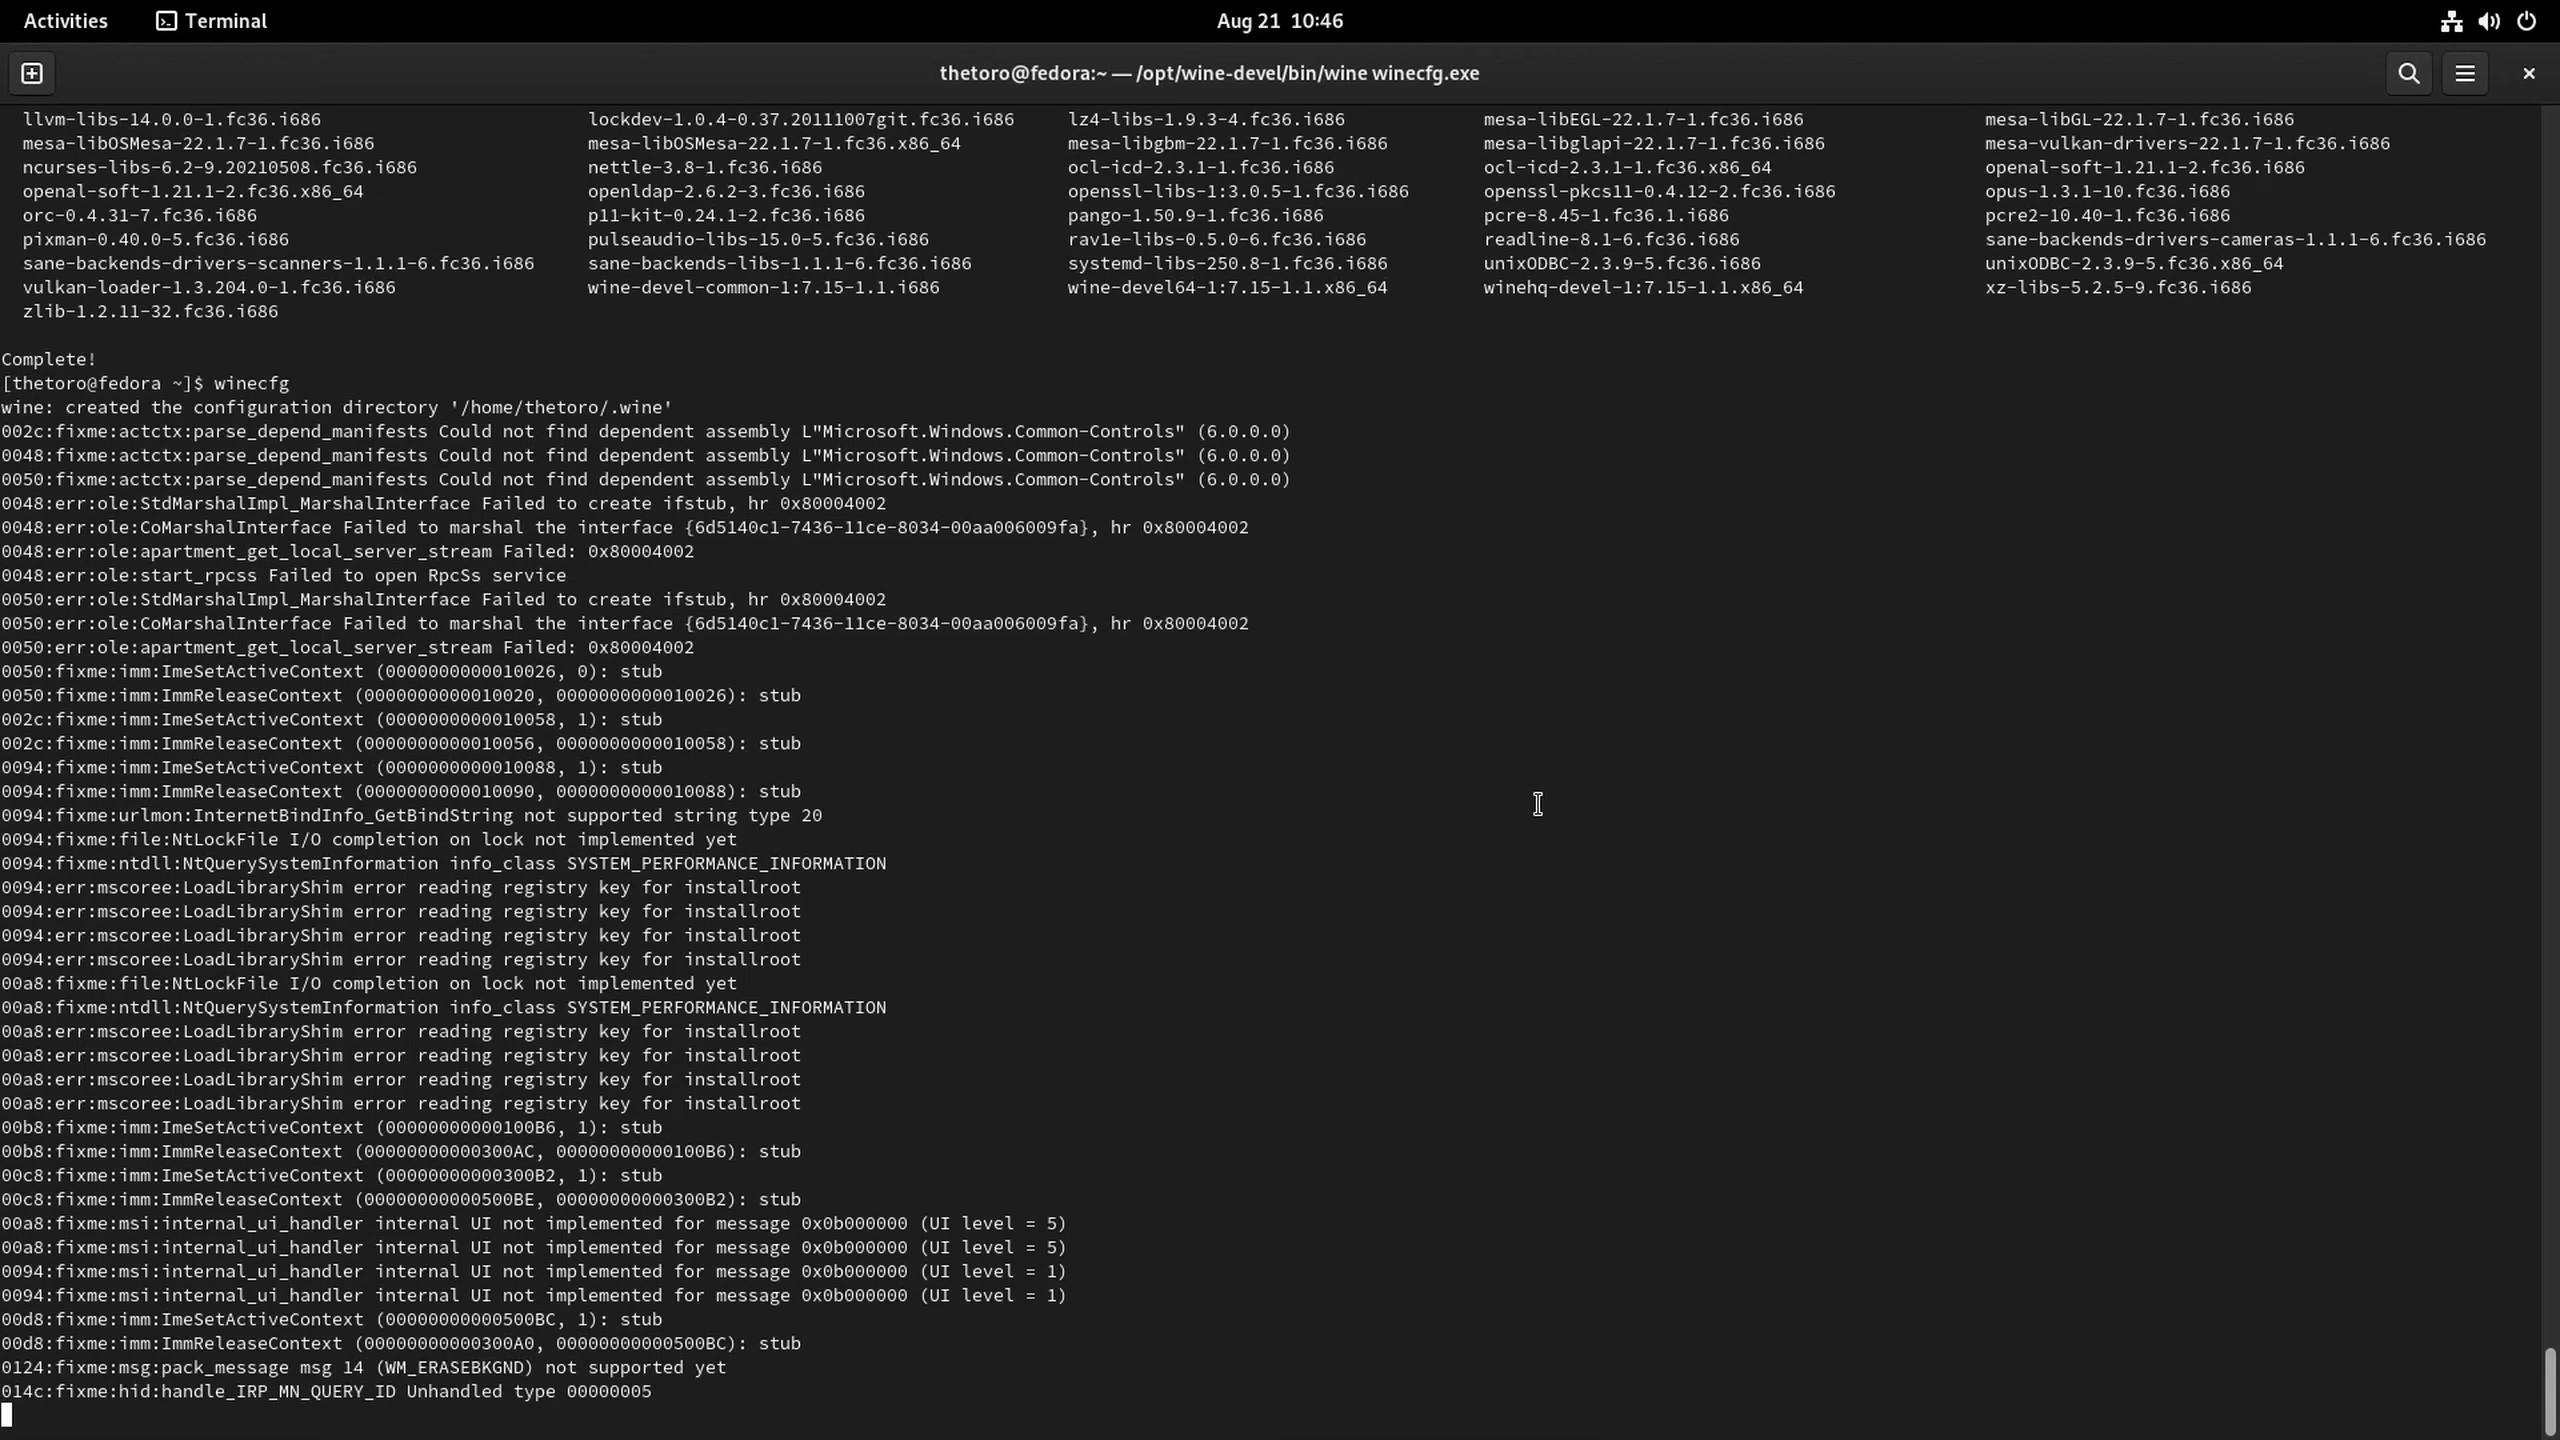 Activities Terminal Aug 21 10:46
thetoro@fedora:~ — /opt/wine-devel/bin/wine winecfg.exe
llvm-libs-14.0.0-1.fc36.i686 lockdev-1.0.4-0.37.20111007git.fc36.i686 lz4-libs-1.9.3-4.fc36.i686 mesa-libEGL-22.1.7-1.fc36.i686 mesa-libGL-22.1.7-1.fc36.i686
mesa-libOSMesa-22.1.7-1.fc36.i686 mesa-libOSMesa-22.1.7-1.fc36.x86_64 mesa-libgbm-22.1.7-1.fc36.i686 mesa-libglapi-22.1.7-1.fc36.i686 mesa-vulkan-drivers-22.1.7-1.fc36.i686
ncurses-libs-6.2-9.20210508.fc36.i686 nettle-3.8-1.fc36.i686 ocl-icd-2.3.1-1.fc36.i686 ocl-icd-2.3.1-1.fc36.x86_64 openal-soft-1.21.1-2.fc36.i686
openal-soft-1.21.1-2.fc36.x86_64 openldap-2.6.2-3.fc36.i686 openssl-libs-1:3.0.5-1.fc36.i686 openssl-pkcs11-0.4.12-2.fc36.i686 opus-1.3.1-10.fc36.i686
orc-0.4.31-7.fc36.i686 p11-kit-0.24.1-2.fc36.i686 pango-1.50.9-1.fc36.i686 pcre-8.45-1.fc36.1.i686 pcre2-10.40-1.fc36.i686
pixman-0.40.0-5.fc36.i686 pulseaudio-libs-15.0-5.fc36.i686 rav1e-libs-0.5.0-6.fc36.i686 readline-8.1-6.fc36.i686 sane-backends-drivers-cameras-1.1.1-6.fc36.i686
sane-backends-drivers-scanners-1.1.1-6.fc36.i686 sane-backends-libs-1.1.1-6.fc36.i686 systemd-libs-250.8-1.fc36.i686 unixODBC-2.3.9-5.fc36.i686 unixODBC-2.3.9-5.fc36.x86_64
vulkan-loader-1.3.204.0-1.fc36.i686 wine-devel-common-1:7.15-1.1.i686 wine-devel64-1:7.15-1.1.x86_64 winehq-devel-1:7.15-1.1.x86_64 xz-libs-5.2.5-9.fc36.i686
zlib-1.2.11-32.fc36.i686
Complete!
[thetoro@fedora ~]$ winecfg
wine: created the configuration directory '/home/thetoro/.wine'
002c:fixme:actctx:parse_depend_manifests Could not find dependent assembly L"Microsoft.Windows.Common-Controls" (6.0.0.0)
0048:fixme:actctx:parse_depend_manifests Could not find dependent assembly L"Microsoft.Windows.Common-Controls" (6.0.0.0)
0050:fixme:actctx:parse_depend_manifests Could not find dependent assembly L"Microsoft.Windows.Common-Controls" (6.0.0.0)
0048:err:ole:StdMarshalImpl_MarshalInterface Failed to create ifstub, hr 0x80004002
0048:err:ole:CoMarshalInterface Failed to marshal the interface {6d5140c1-7436-11ce-8034-00aa006009fa}, hr 0x80004002
0048:err:ole:apartment_get_local_server_stream Failed: 0x80004002
0048:err:ole:start_rpcss Failed to open RpcSs service
0050:err:ole:StdMarshalImpl_MarshalInterface Failed to create ifstub, hr 0x80004002
0050:err:ole:CoMarshalInterface Failed to marshal the interface {6d5140c1-7436-11ce-8034-00aa006009fa}, hr 0x80004002
0050:err:ole:apartment_get_local_server_stream Failed: 0x80004002
0050:fixme:imm:ImeSetActiveContext (0000000000010026, 0): stub
0050:fixme:imm:ImmReleaseContext (0000000000010020, 0000000000010026): stub
002c:fixme:imm:ImeSetActiveContext (0000000000010058, 1): stub
002c:fixme:imm:ImmReleaseContext (0000000000010056, 0000000000010058): stub
0094:fixme:imm:ImeSetActiveContext (0000000000010088, 1): stub
0094:fixme:imm:ImmReleaseContext (0000000000010090, 0000000000010088): stub
0094:fixme:urlmon:InternetBindInfo_GetBindString not supported string type 20
0094:fixme:file:NtLockFile I/O completion on lock not implemented yet
0094:fixme:ntdll:NtQuerySystemInformation info_class SYSTEM_PERFORMANCE_INFORMATION
0094:err:mscoree:LoadLibraryShim error reading registry key for installroot
0094:err:mscoree:LoadLibraryShim error reading registry key for installroot
0094:err:mscoree:LoadLibraryShim error reading registry key for installroot
0094:err:mscoree:LoadLibraryShim error reading registry key for installroot
00a8:fixme:file:NtLockFile I/O completion on lock not implemented yet
00a8:fixme:ntdll:NtQuerySystemInformation info_class SYSTEM_PERFORMANCE_INFORMATION
00a8:err:mscoree:LoadLibraryShim error reading registry key for installroot
00a8:err:mscoree:LoadLibraryShim error reading registry key for installroot
00a8:err:mscoree:LoadLibraryShim error reading registry key for installroot
00a8:err:mscoree:LoadLibraryShim error reading registry key for installroot
00b8:fixme:imm:ImeSetActiveContext (00000000000100B6, 1): stub
00b8:fixme:imm:ImmReleaseContext (00000000000300AC, 00000000000100B6): stub
00c8:fixme:imm:ImeSetActiveContext (00000000000300B2, 1): stub
00c8:fixme:imm:ImmReleaseContext (00000000000500BE, 00000000000300B2): stub
00a8:fixme:msi:internal_ui_handler internal UI not implemented for message 0x0b000000 (UI level = 5)
00a8:fixme:msi:internal_ui_handler internal UI not implemented for message 0x0b000000 (UI level = 5)
0094:fixme:msi:internal_ui_handler internal UI not implemented for message 0x0b000000 (UI level = 1)
0094:fixme:msi:internal_ui_handler internal UI not implemented for message 0x0b000000 (UI level = 1)
00d8:fixme:imm:ImeSetActiveContext (00000000000500BC, 1): stub
00d8:fixme:imm:ImmReleaseContext (00000000000300A0, 00000000000500BC): stub
0124:fixme:msg:pack_message msg 14 (WM_ERASEBKGND) not supported yet
014c:fixme:hid:handle_IRP_MN_QUERY_ID Unhandled type 00000005